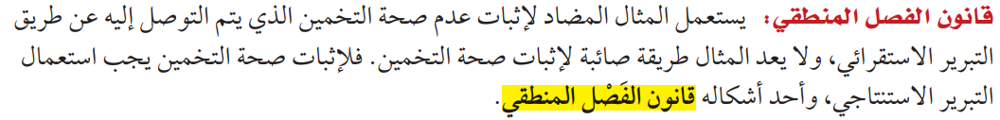 قانون الفصل المنطقي: يستعمل المثال المضاد لإثبات عدم صحة التخمين الذي يتم التوصل إليه عن طريق
التبرير الاستقرائي، ولا يعد المثال طريقة صائبة لإثبات صحة التخمين. فلإثبات صحة التخمين يجب استعمال
التبرير الاستنتاجي، وأحد أشكاله قانون الفَصْل المنطقي.